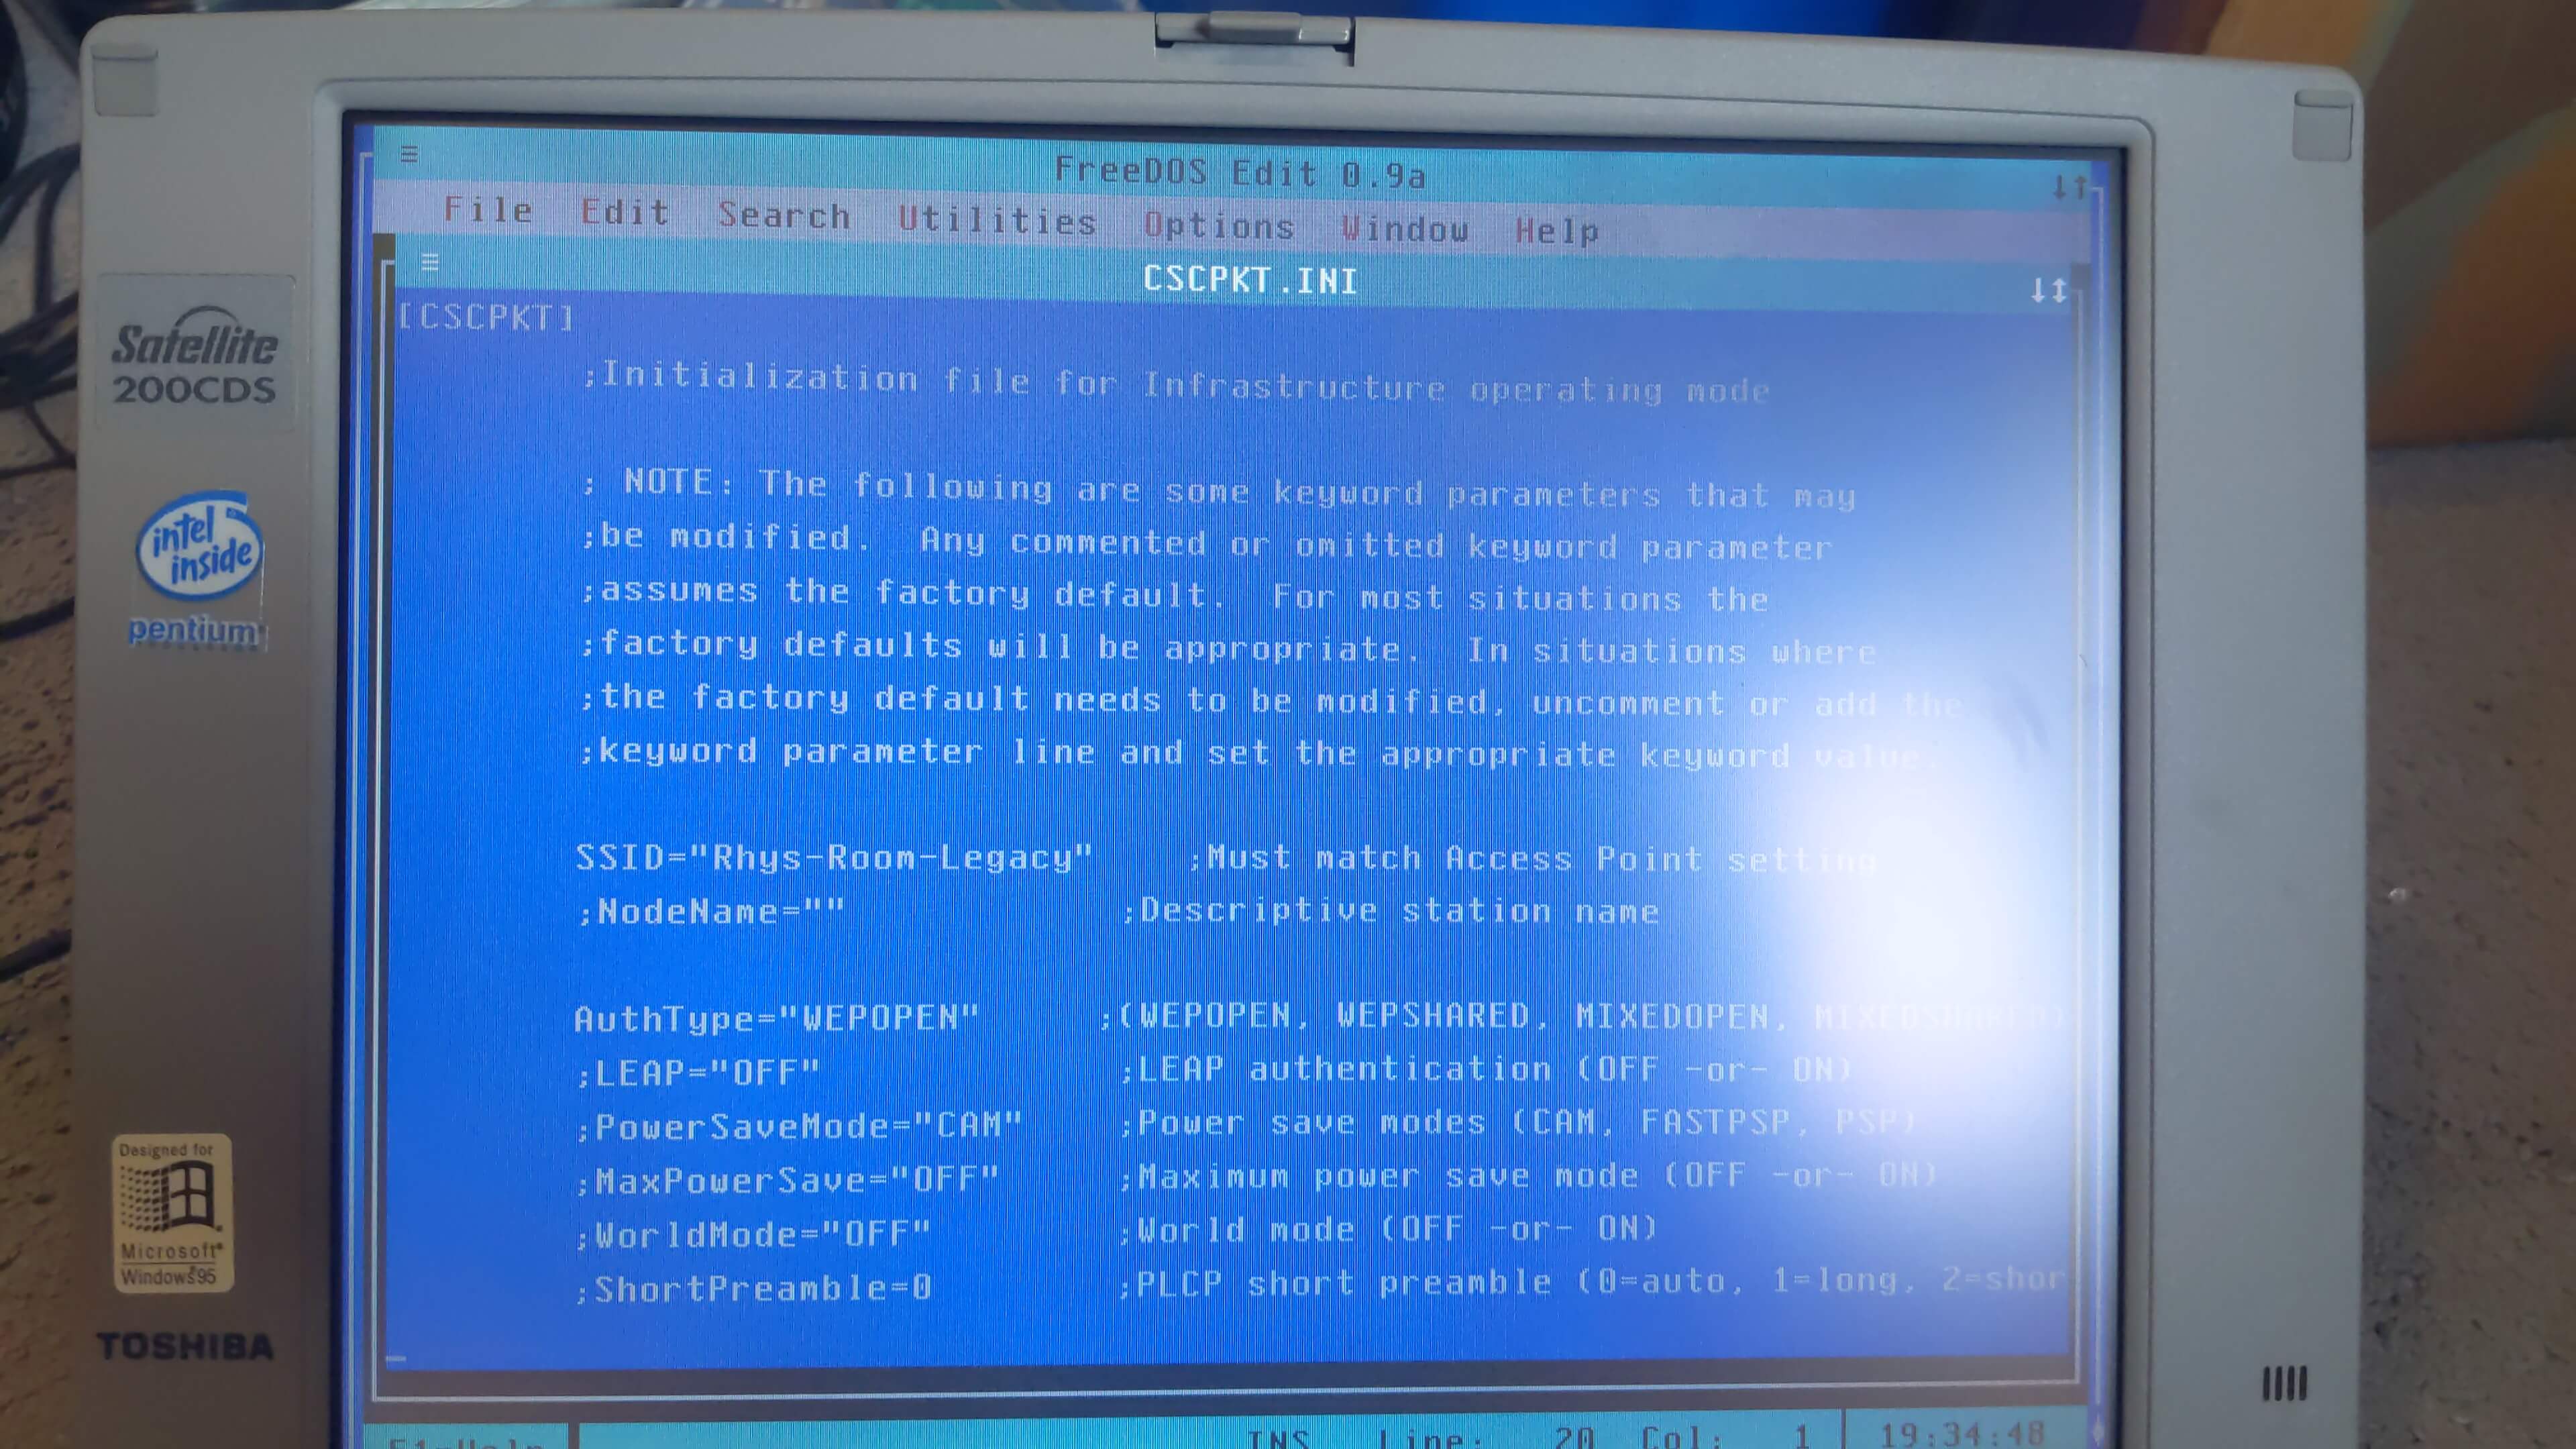 FreeDOS Edit 0.9a
File Edit Search Utilities Options Window Help
CSCPKT.INI
[CSCPKT]
;Initialization file for Infrastructure operating mode
; NOTE: The following are some keyword parameters that may
;be modified. Any commented or omitted keyword parameter
;assumes the factory default. For most situations the
;factory defaults will be appropriate. In situations where
;the factory default needs to be modified, uncomment or add the
;keyword parameter line and set the appropriate keyword value.
SSID="Rhys-Room-Legacy" ;Must match Access Point setting
;NodeName="" ;Descriptive station name
AuthType="WEPOPEN" ;(WEPOPEN, WEPSHARED, MIXEDOPEN, MIXEDSHARED)
;LEAP="OFF" ;LEAP authentication (OFF -or- ON)
;PowerSaveMode="CAM" ;Power save modes (CAM, FASTPSP, PSP)
;MaxPowerSave="OFF" ;Maximum power save mode (OFF -or- ON)
;WorldMode="OFF" ;World mode (OFF -or- ON)
;ShortPreamble=0 ;PLCP short preamble (0=auto, 1=long, 2=shor
F1=Help INS Line: 20 Col: 1 19:34:48
Satellite
200CDS
intel
inside
pentium
Designed for
Microsoft
Windows 95
TOSHIBA